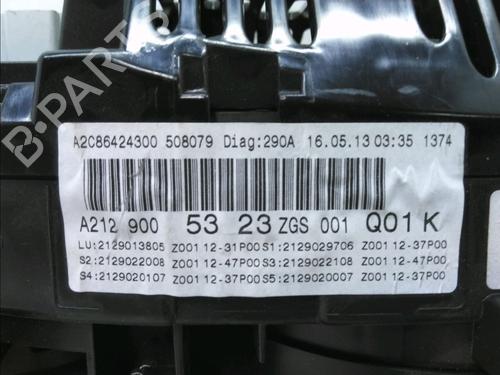 B-PARTS
A2C86424300 508079 Diag:290A 16.05.13 03:35 1374
A212 900 53 23 ZGS 001 Q01 K
LU:2129013805 Z001 12-31P00 S1:2129029706 Z001 12-37P00
S2:2129022008 Z001 12-47P00 S3:2129022108 Z001 12-47P00
S4:2129020107 Z001 12-37P00 S5:2129020007 Z001 12-37P00